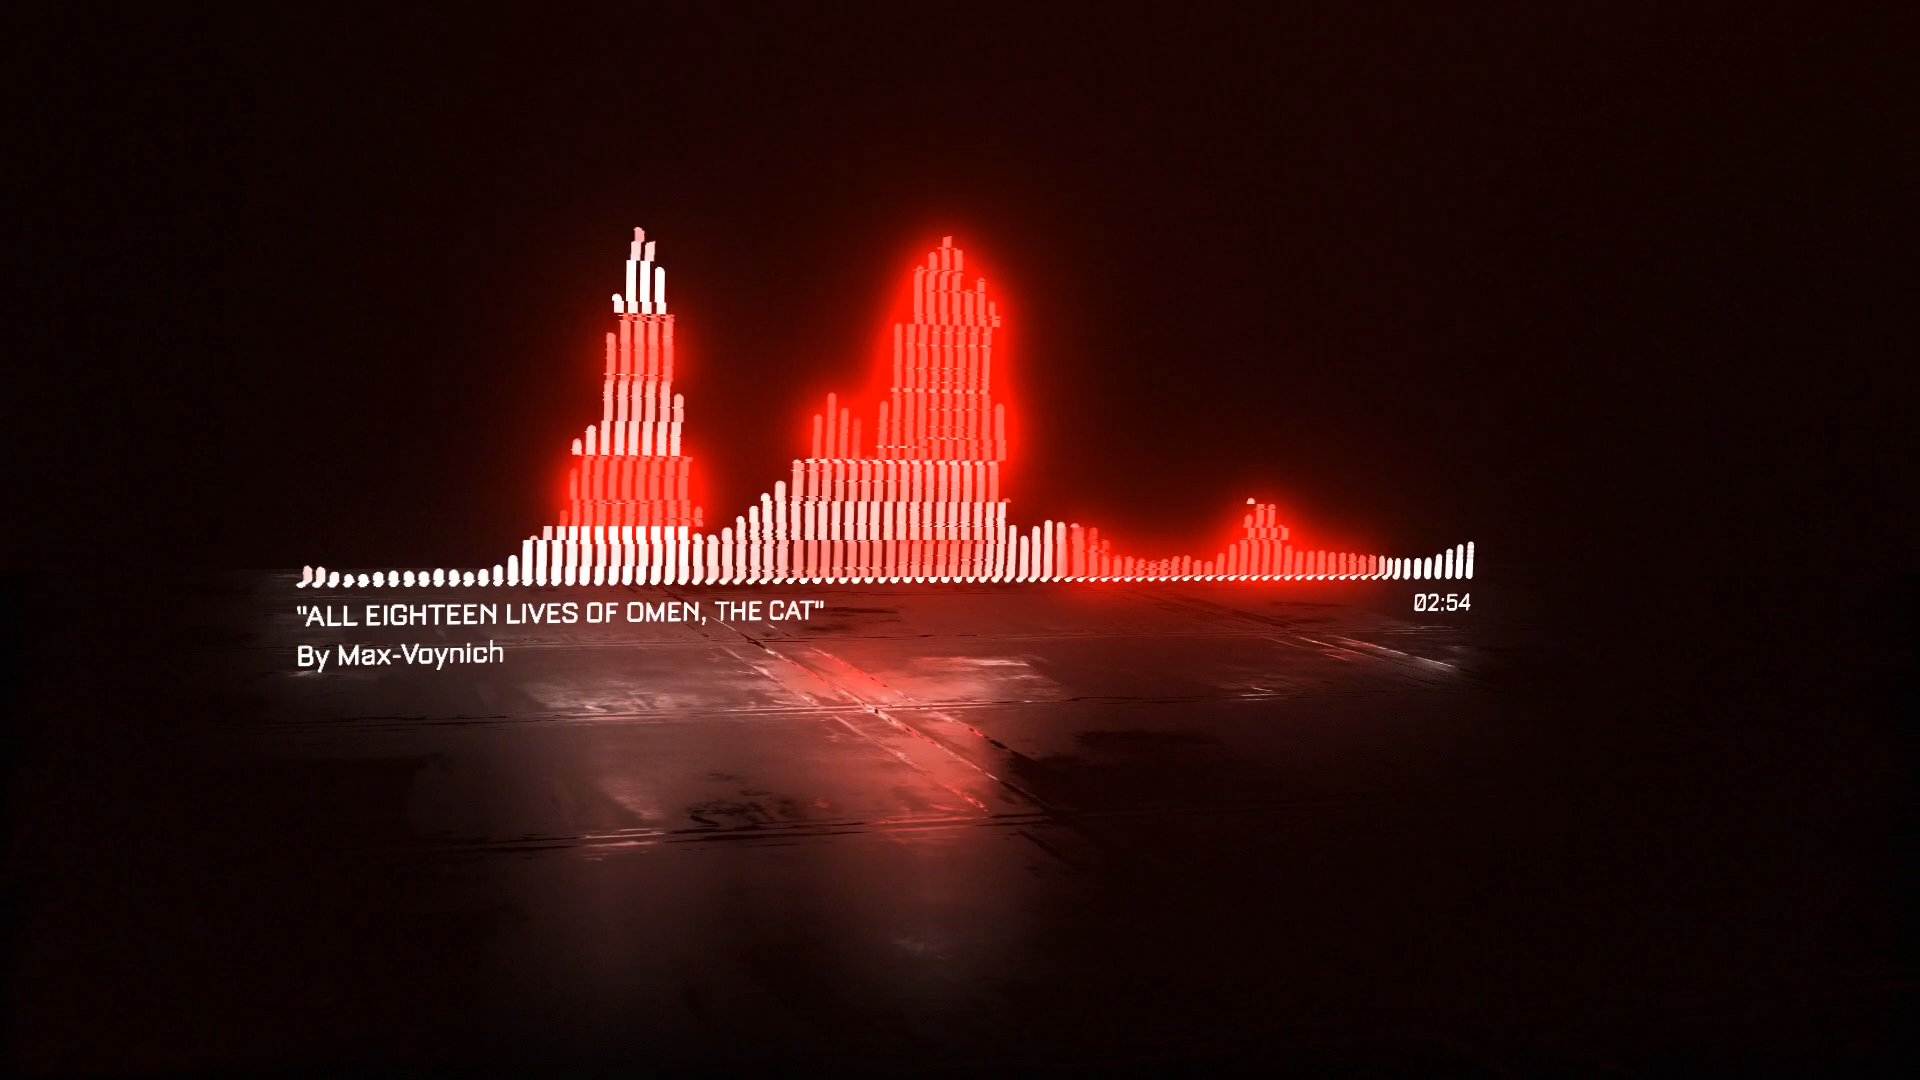 "ALL EIGHTEEN LIVES OF OMEN, THE CAT"
02:54
By Max-Voynich